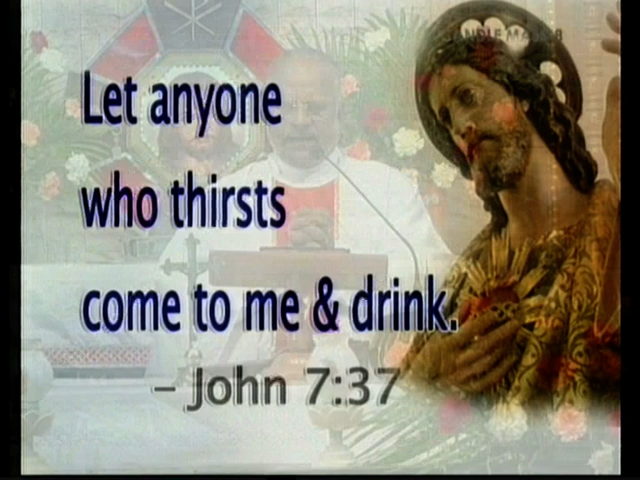 Let anyone
who thirsts
come to me & drink.
– John 7:37